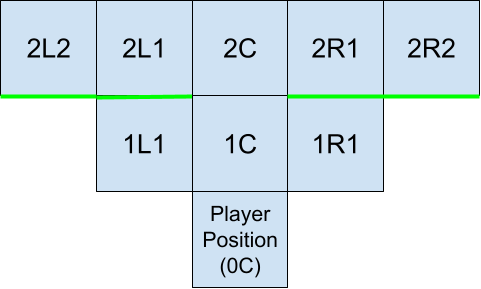 2L2 2L1 2C 2R1 2R2
1L1 1C 1R1
Player
Position
(0C)